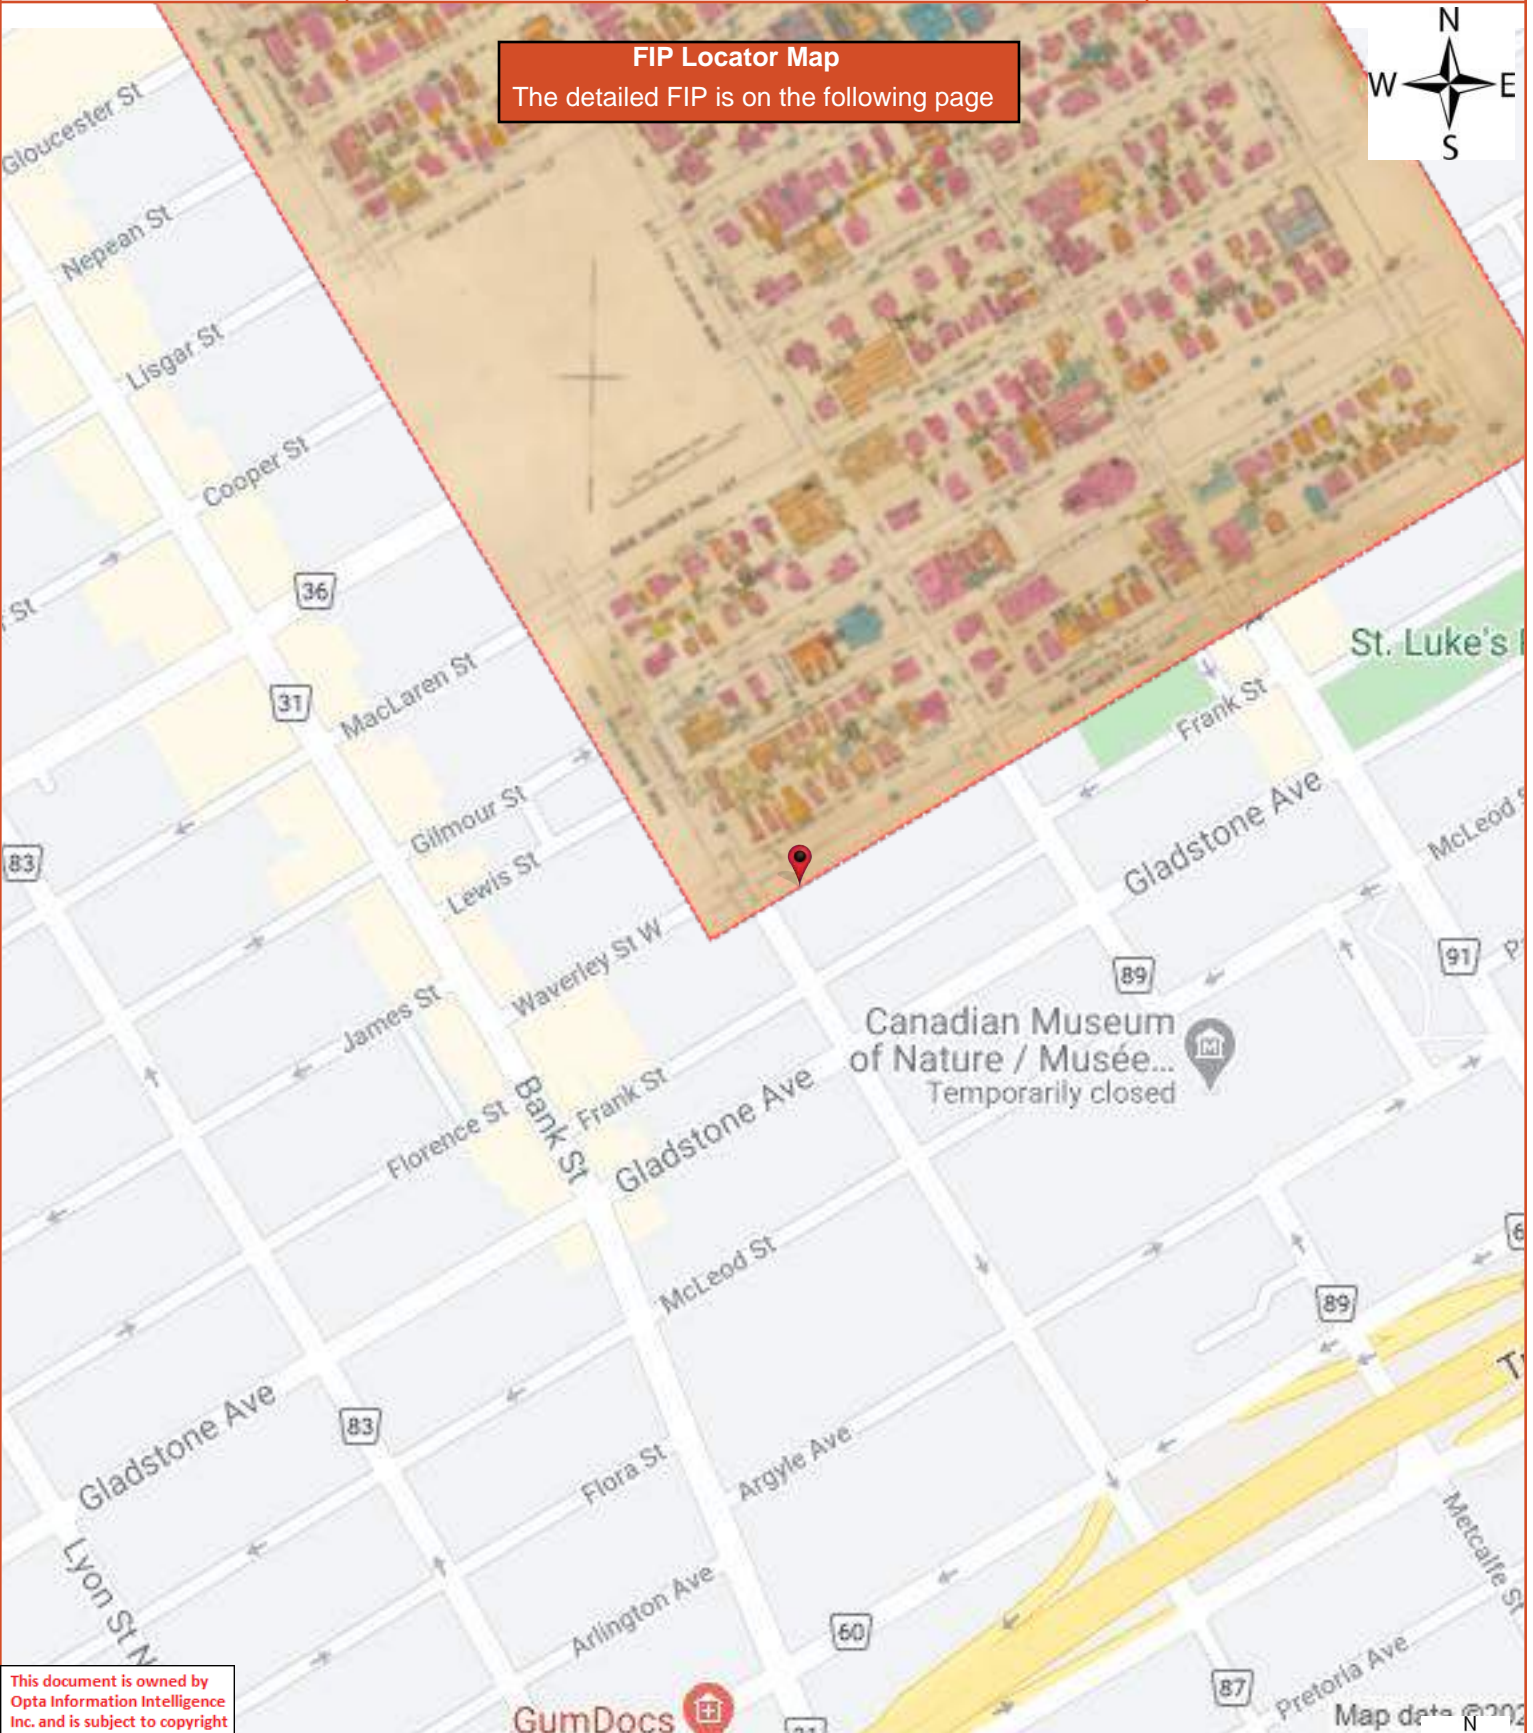 FIP Locator Map
The detailed FIP is on the following page
N
W
E
S
Gloucester St
Nepean St
Lisgar St
Cooper St
St
36
31
MacLaren St
St. Luke's
Frank St
Gilmour St
83
Gladstone Ave
Lewis St
McLeod
Waverley St W
89
91
James St
Canadian Museum
of Nature / Musée...
Temporarily closed
Bank St
Frank St
Florence St
Gladstone Ave
McLeod St
89
Gladstone Ave
83
Flora St
Argyle Ave
Lyon St N
Metcalfe St
Arlington Ave
60
87
Pretoria Ave
This document is owned by
Opta Information Intelligence
Inc. and is subject to copyright
GumDocs
Map data
N